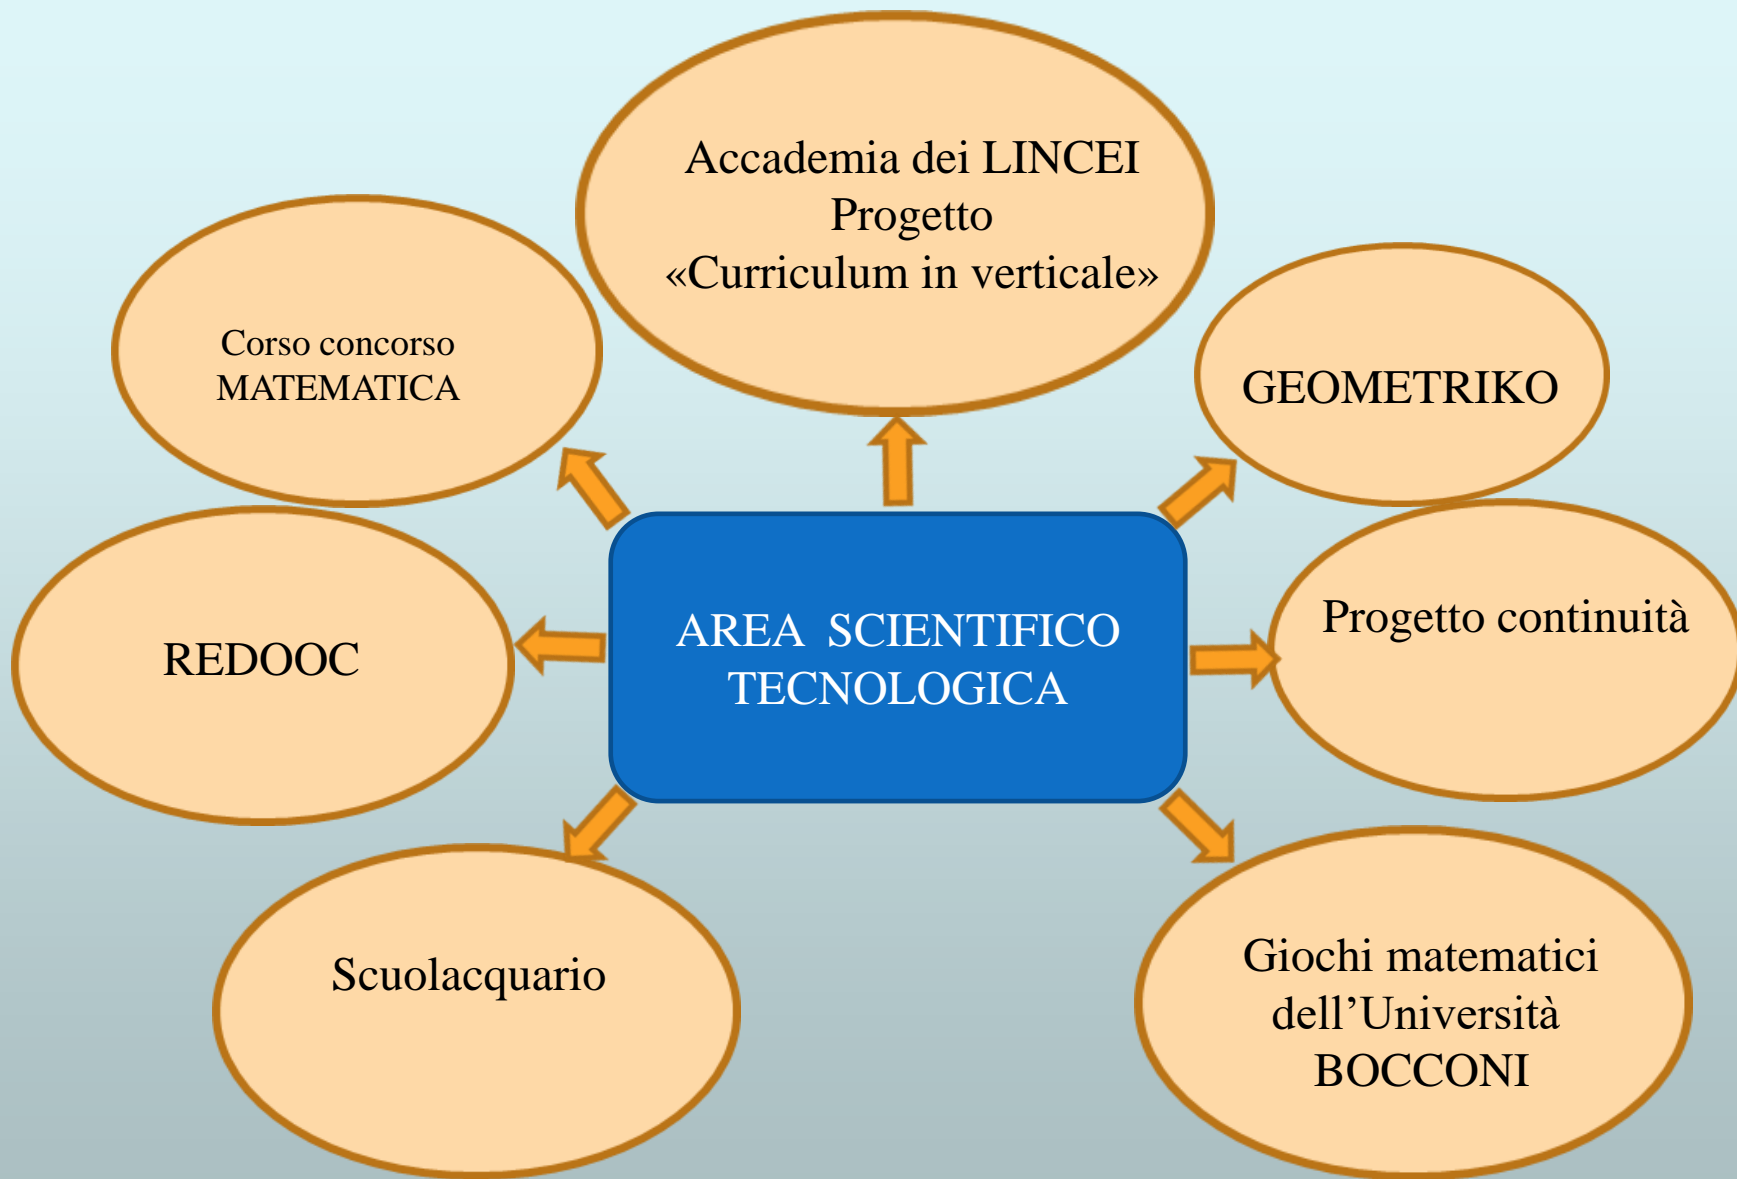 Accademia dei LINCEI
Progetto
«Curriculum in verticale»
Corso concorso
MATEMATICA
GEOMETRIKO
REDOOC
AREA SCIENTIFICO
TECNOLOGICA
Progetto continuità
Scuolacquario
Giochi matematici
dell’Università
BOCCONI